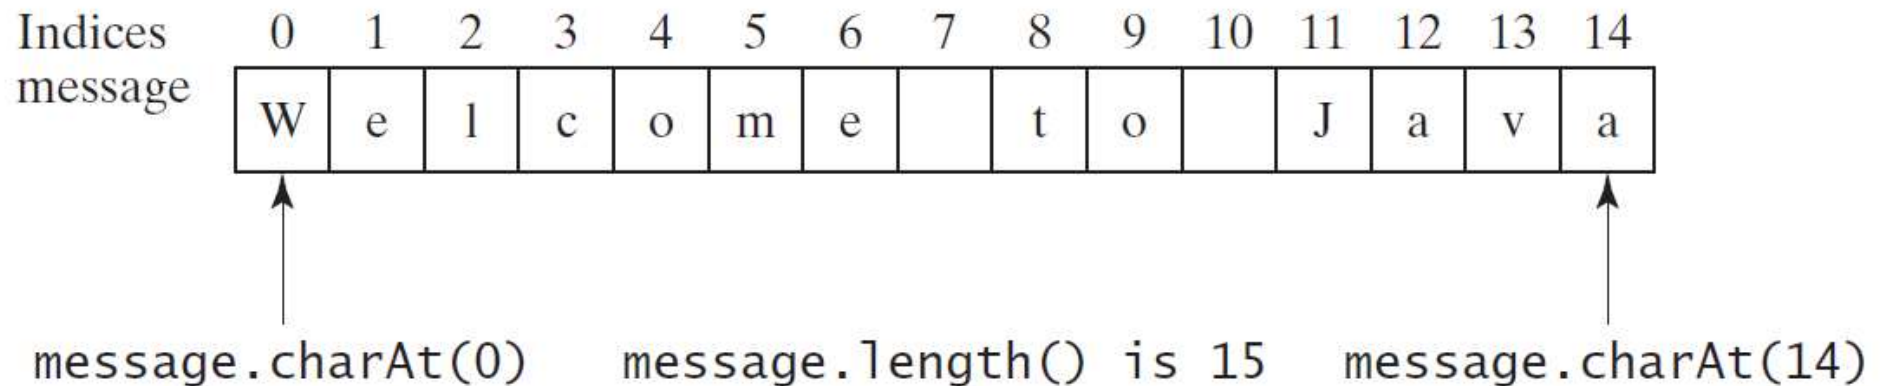 Indices 0 1 2 3 4 5 6 7 8 9 10 11 12 13 14
message W e l c o m e t o J a v a
message.charAt(0) message.length() is 15 message.charAt(14)